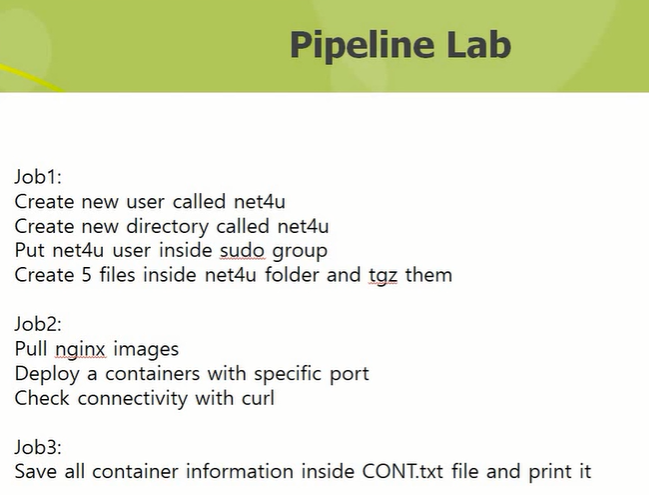 Pipeline Lab
Job1:
Create new user called net4u
Create new directory called net4u
Put net4u user inside sudo group
Create 5 files inside net4u folder and tgz them
Job2:
Pull nginx images
Deploy a containers with specific port
Check connectivity with curl
Job3:
Save all container information inside CONT.txt file and print it